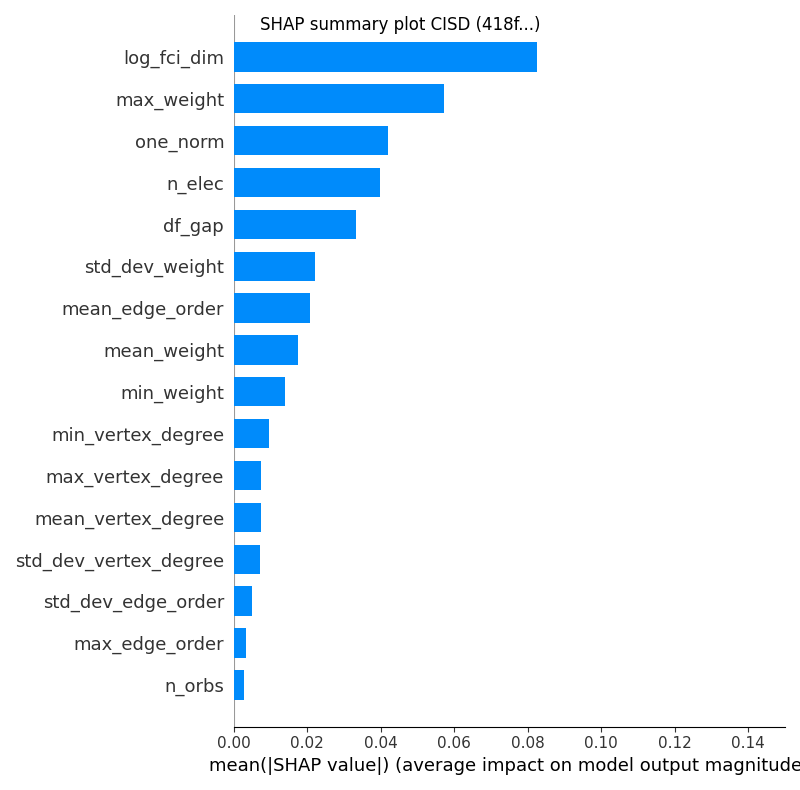 SHAP summary plot CISD (418f...)
log_fci_dim
max_weight
one_norm
n_elec
df_gap
std_dev_weight
mean_edge_order
mean_weight
min_weight
min_vertex_degree
max_vertex_degree
mean_vertex_degree
std_dev_vertex_degree
std_dev_edge_order
max_edge_order
n_orbs
0.00 0.02 0.04 0.06 0.08 0.10 0.12 0.14
mean(|SHAP value|) (average impact on model output magnitude